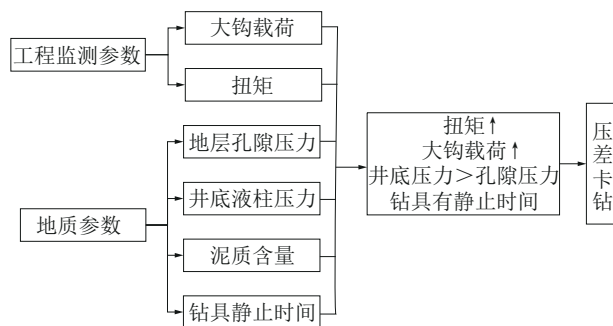 工程监测参数
大钩载荷
扭矩
地质参数
地层孔隙压力
井底液柱压力
泥质含量
钻具静止时间
扭矩↑
大钩载荷↑
井底压力＞孔隙压力
钻具有静止时间
压
差
卡
钻